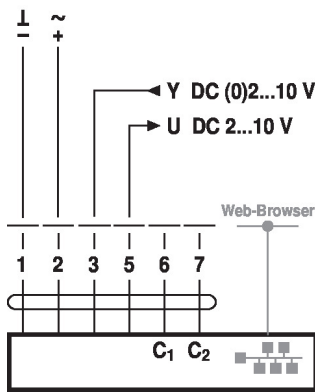 ⊥ ~
− +
Y DC (0)2...10 V
U DC 2...10 V
Web-Browser
1 2 3 5 6 7
C₁ C₂